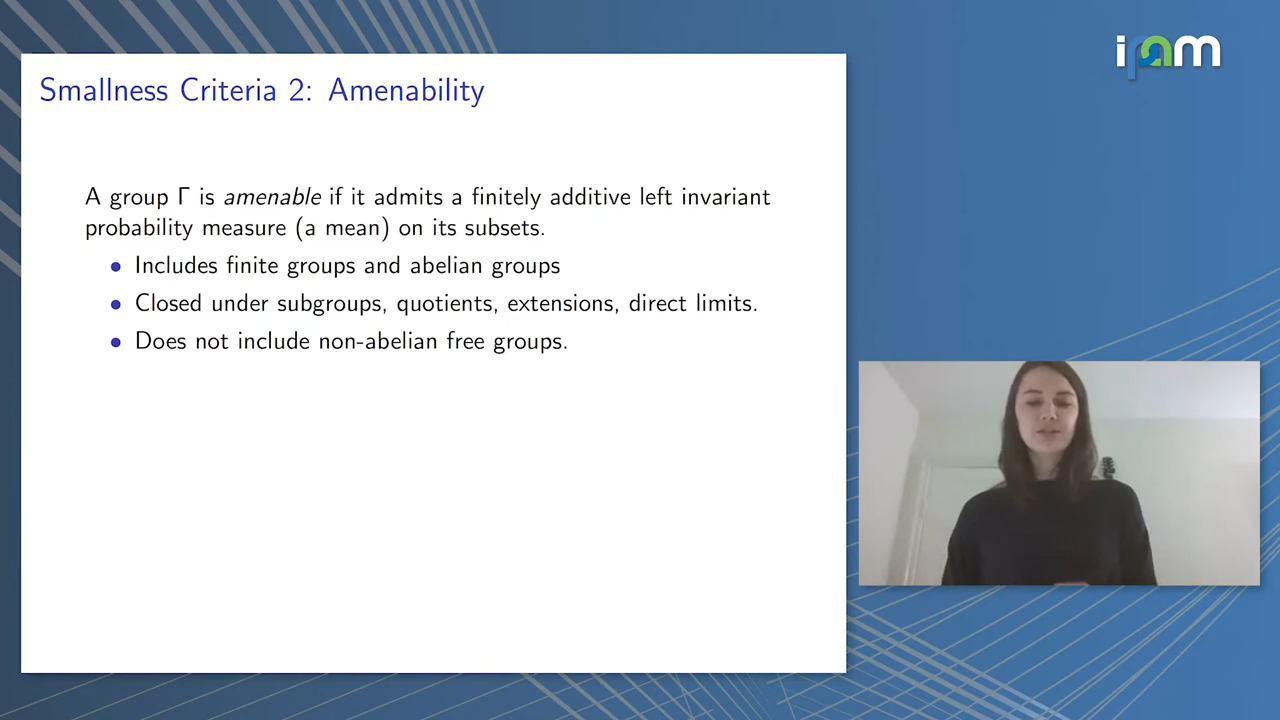 ipam
Smallness Criteria 2: Amenability
A group Γ is amenable if it admits a finitely additive left invariant
probability measure (a mean) on its subsets.
• Includes finite groups and abelian groups
• Closed under subgroups, quotients, extensions, direct limits.
• Does not include non-abelian free groups.